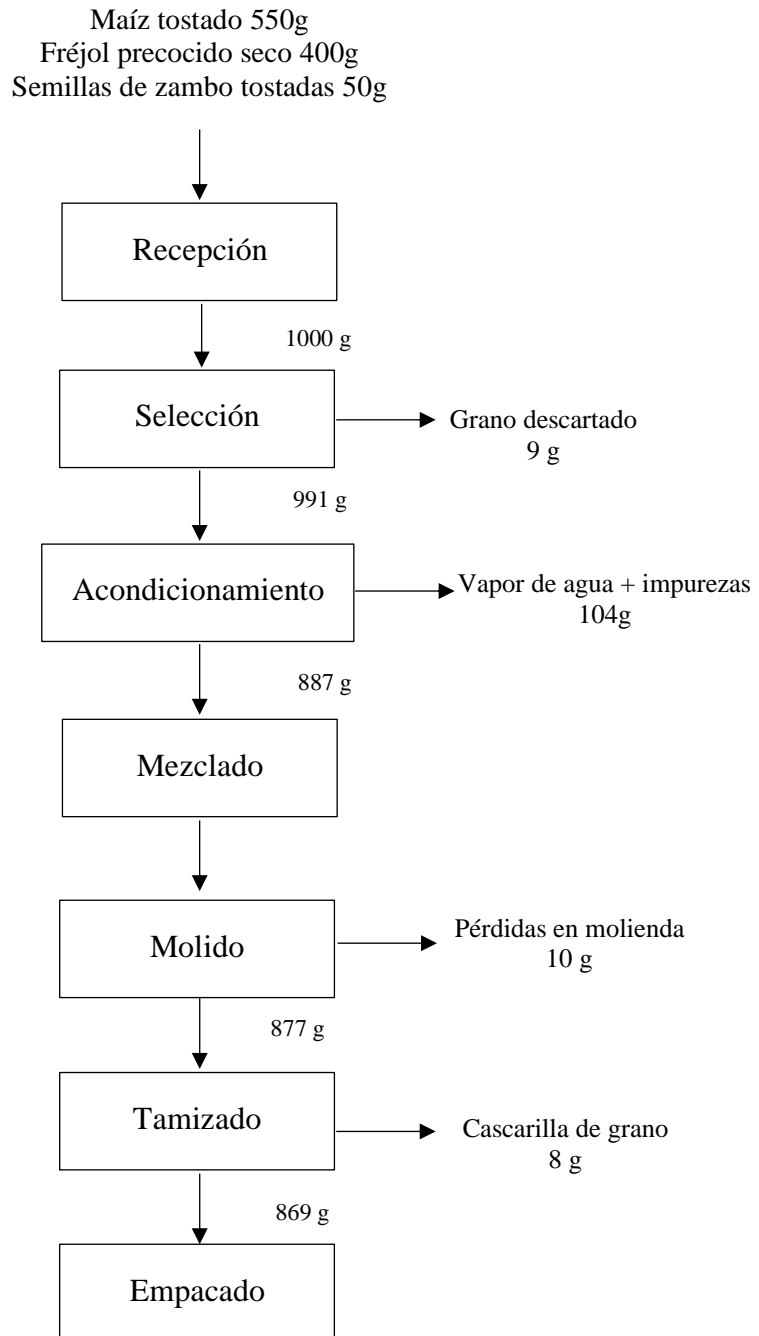 Maíz tostado 550g
Fréjol precocido seco 400g
Semillas de zambo tostadas 50g
Recepción
1000 g
Selección
Grano descartado
9 g
991 g
Acondicionamiento
Vapor de agua + impurezas
104g
887 g
Mezclado
Molido
Pérdidas en molienda
10 g
877 g
Tamizado
Cascarilla de grano
8 g
869 g
Empacado